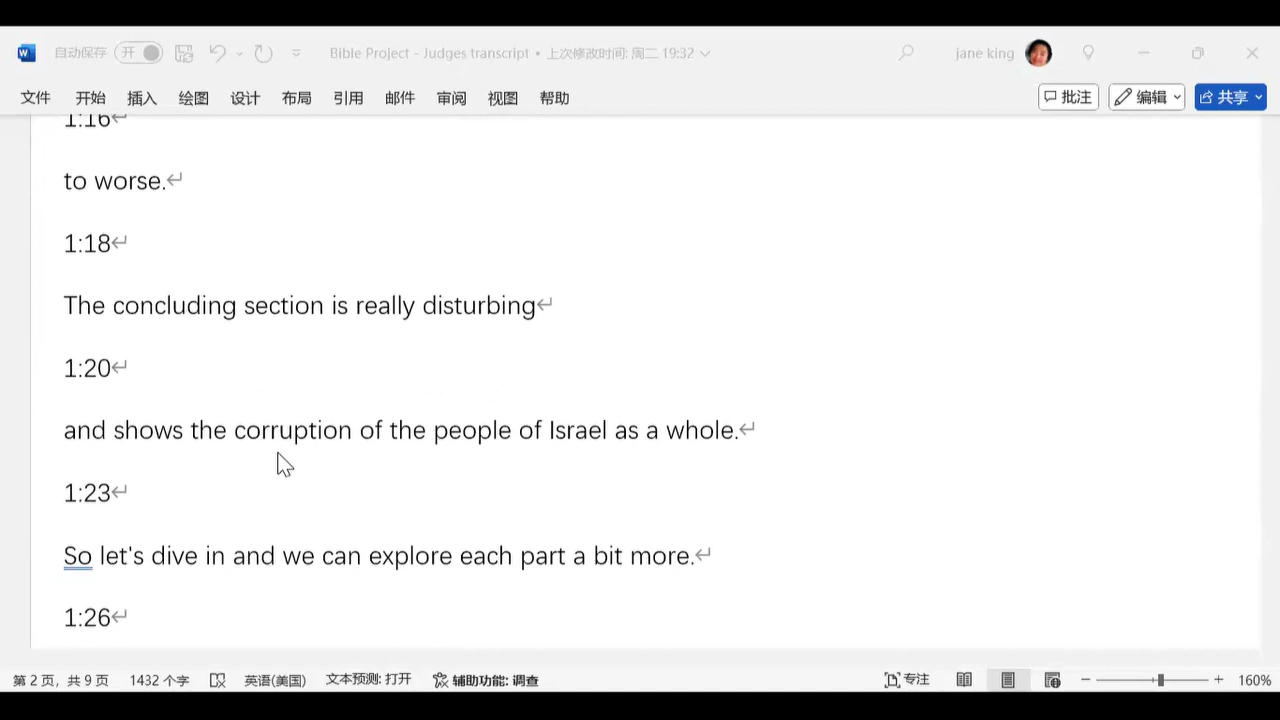 自动保存 开 Bible Project - Judges transcript • 上次修改时间: 周二 19:32 jane king
文件 开始 插入 绘图 设计 布局 引用 邮件 审阅 视图 帮助 批注 编辑 共享
1:16
to worse.
1:18
The concluding section is really disturbing
1:20
and shows the corruption of the people of Israel as a whole.
1:23
So let's dive in and we can explore each part a bit more.
1:26
第 2 页，共 9 页 1432 个字 英语(美国) 文本预测: 打开 辅助功能: 调查 专注 160%